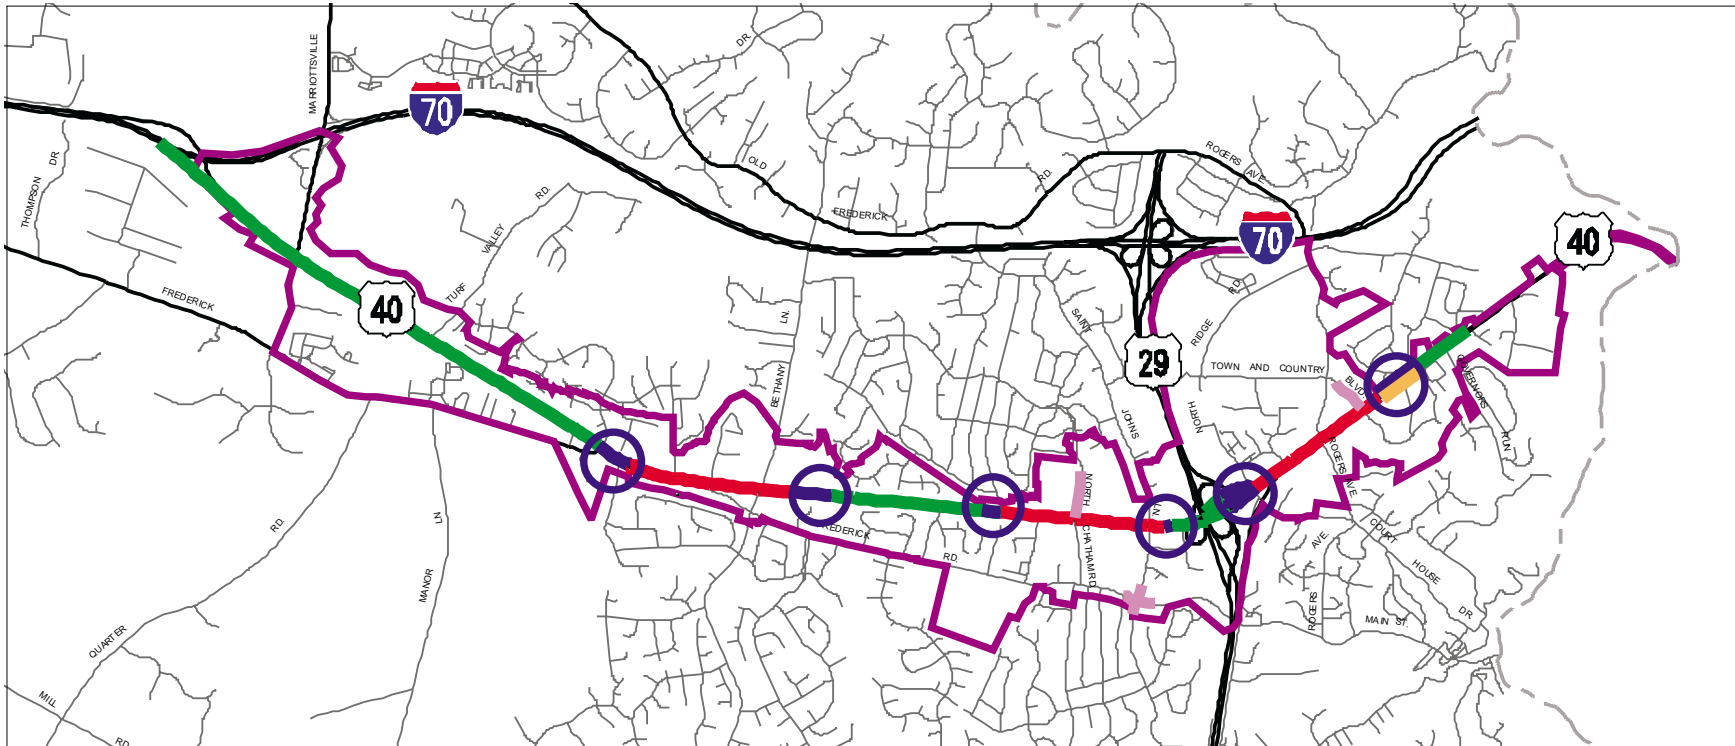 MARRIOTTSVILLE
DR.
70
OLD
RD.
ROGERS
AVE.
THOMPSON
DR.
RD.
VALLEY
TURF
FREDERICK
70
40
FREDERICK
40
RD.
RIDGE
LN.
BETHANY
SAINT
JOHNS
LN.
29
TOWN AND COUNTRY
BLVD.
NORTH
GOVERNORS
RUN
ROGERS AVE.
NORTH
CHATHAM RD.
FREDERICK
RD.
COURT
HOUSE
DR.
AVE.
ROGERS
MAIN ST.
RD.
QUARTER
MILL
RD.
MANOR
LN.